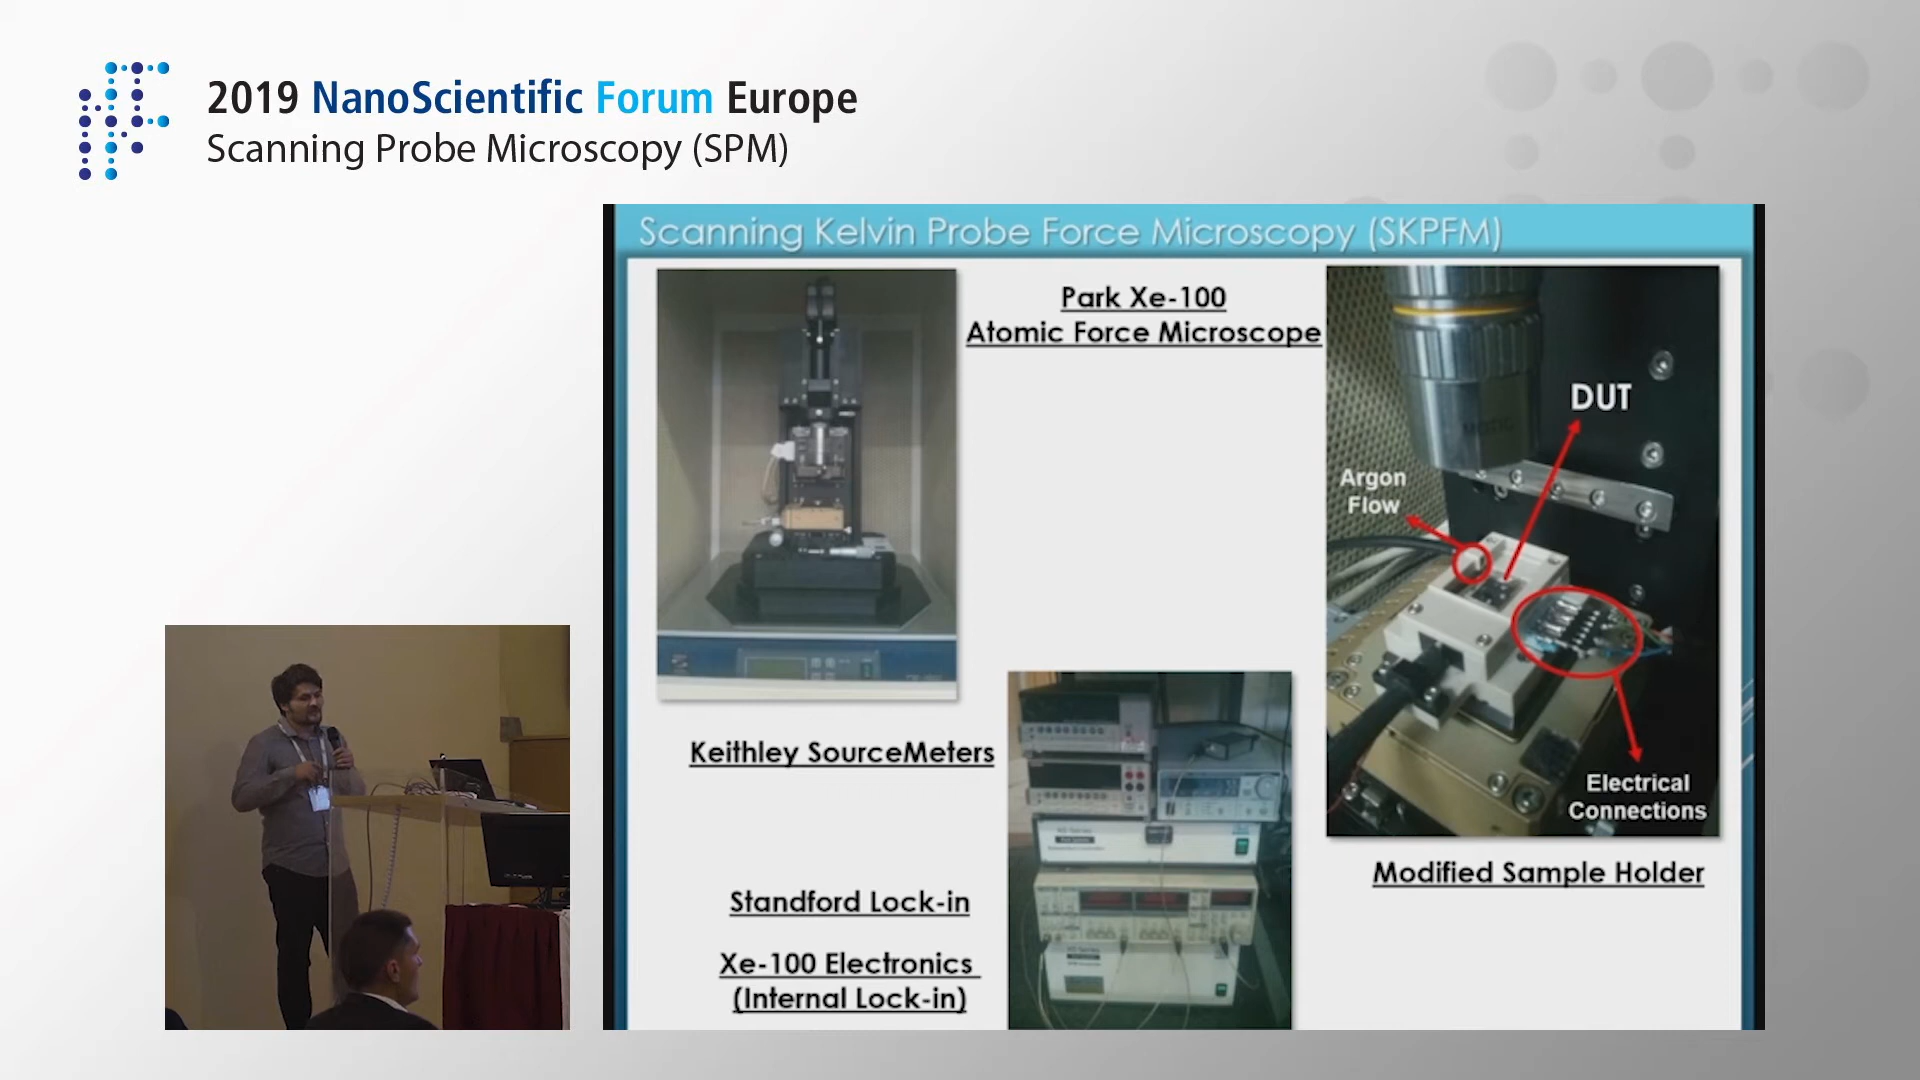 2019 NanoScientific Forum Europe
Scanning Probe Microscopy (SPM)
Scanning Kelvin Probe Force Microscopy (SKPFM)
Park Xe-100
Atomic Force Microscope
DUT
Argon
Flow
Electrical
Connections
Keithley SourceMeters
Modified Sample Holder
Standford Lock-in
Xe-100 Electronics
(Internal Lock-in)